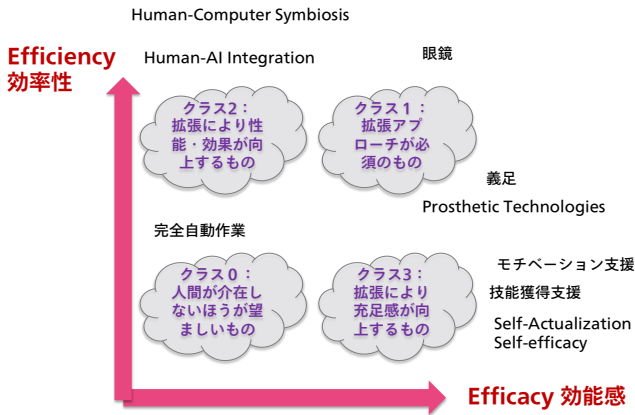 Human-Computer Symbiosis
Efficiency
効率性
Human-AI Integration
眼鏡
クラス2：
拡張により性
能・効果が向
上するもの
クラス１：
拡張アプ
ローチが必
須のもの
義足
Prosthetic Technologies
完全自動作業
クラス０：
人間が介在し
ないほうが望
ましいもの
クラス3：
拡張により
充足感が向
上するもの
モチベーション支援
技能獲得支援
Self-Actualization
Self-efficacy
Efficacy 効能感